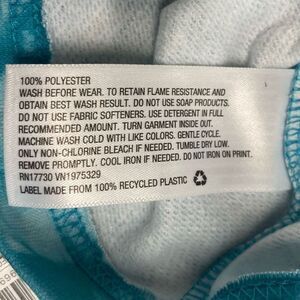 100% POLYESTER
WASH BEFORE WEAR. TO RETAIN FLAME RESISTANCE AND
OBTAIN BEST WASH RESULT. DO NOT USE SOAP PRODUCTS.
DO NOT USE FABRIC SOFTENERS. USE DETERGENT IN FULL
RECOMMENDED AMOUNT. TURN GARMENT INSIDE OUT.
MACHINE WASH COLD WITH LIKE COLORS. GENTLE CYCLE.
ONLY NON-CHLORINE BLEACH IF NEEDED. TUMBLE DRY LOW.
REMOVE PROMPTLY. COOL IRON IF NEEDED. DO NOT IRON ON PRINT.
RN17730 VN1975329
LABEL MADE FROM 100% RECYCLED PLASTIC